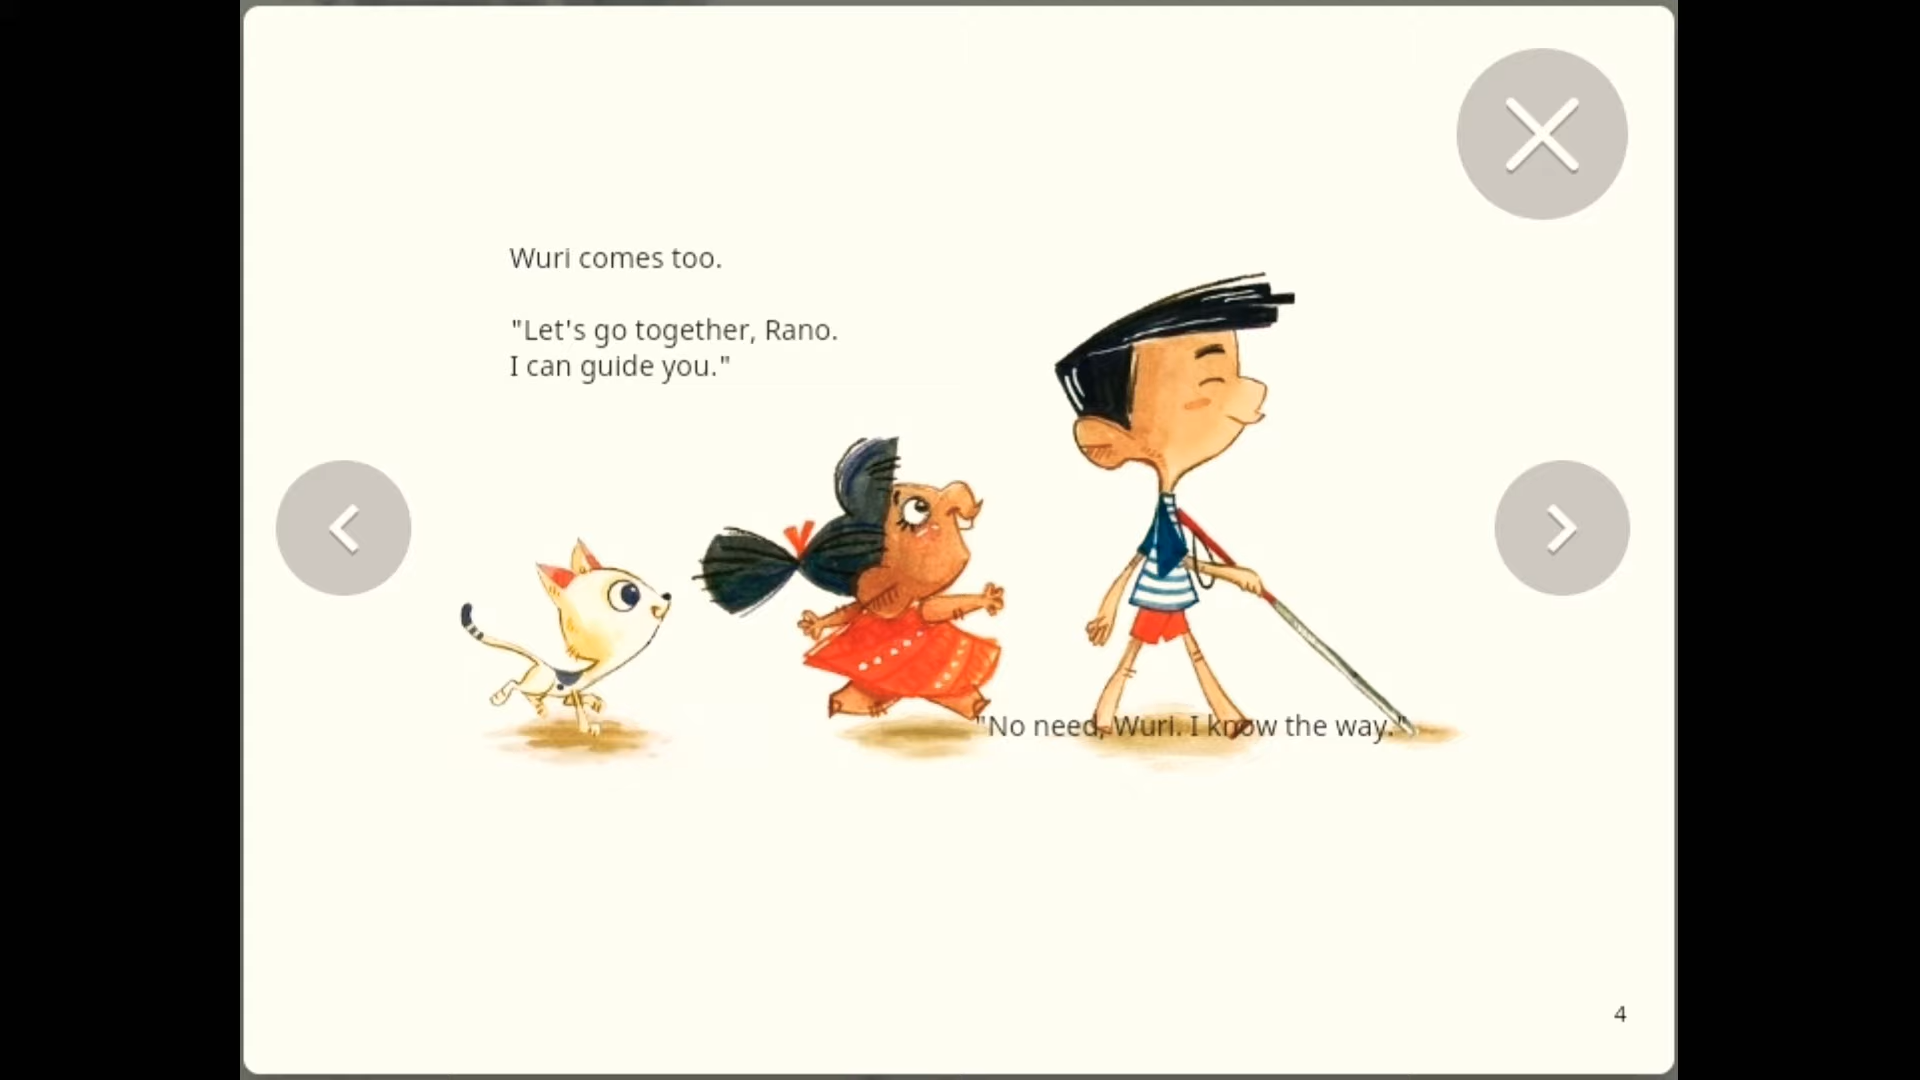 Wuri comes too.
"Let's go together, Rano.
I can guide you."
"No need, Wuri. I know the way."
4